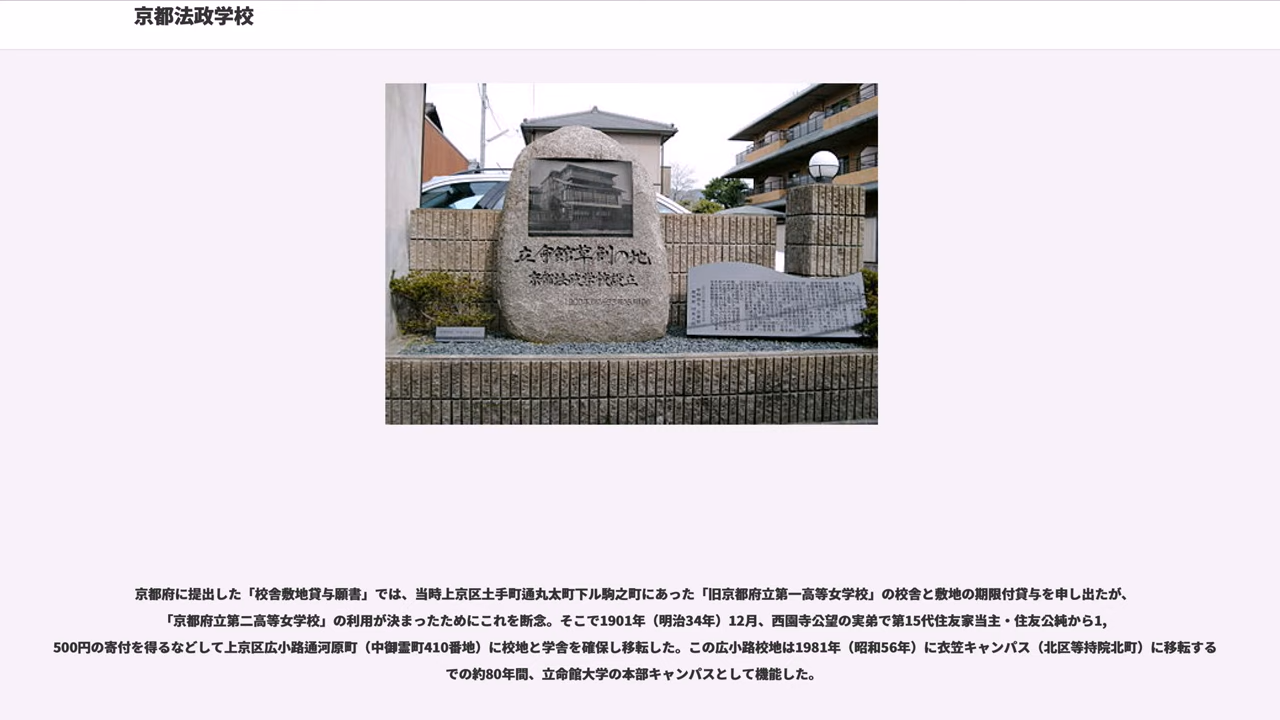 京都法政学校
立命館草創の地
京都法政学校設立
京都府に提出した「校舎敷地貸与願書」では、当時上京区土手町通丸太町下ル駒之町にあった「旧京都府立第一高等女学校」の校舎と敷地の期限付貸与を申し出たが、
「京都府立第二高等女学校」の利用が決まったためにこれを断念。そこで1901年（明治34年）12月、西園寺公望の実弟で第15代住友家当主・住友公純から1,
500円の寄付を得るなどして上京区広小路通河原町（中御霊町410番地）に校地と学舎を確保し移転した。この広小路校地は1981年（昭和56年）に衣笠キャンパス（北区等持院北町）に移転する
での約80年間、立命館大学の本部キャンパスとして機能した。